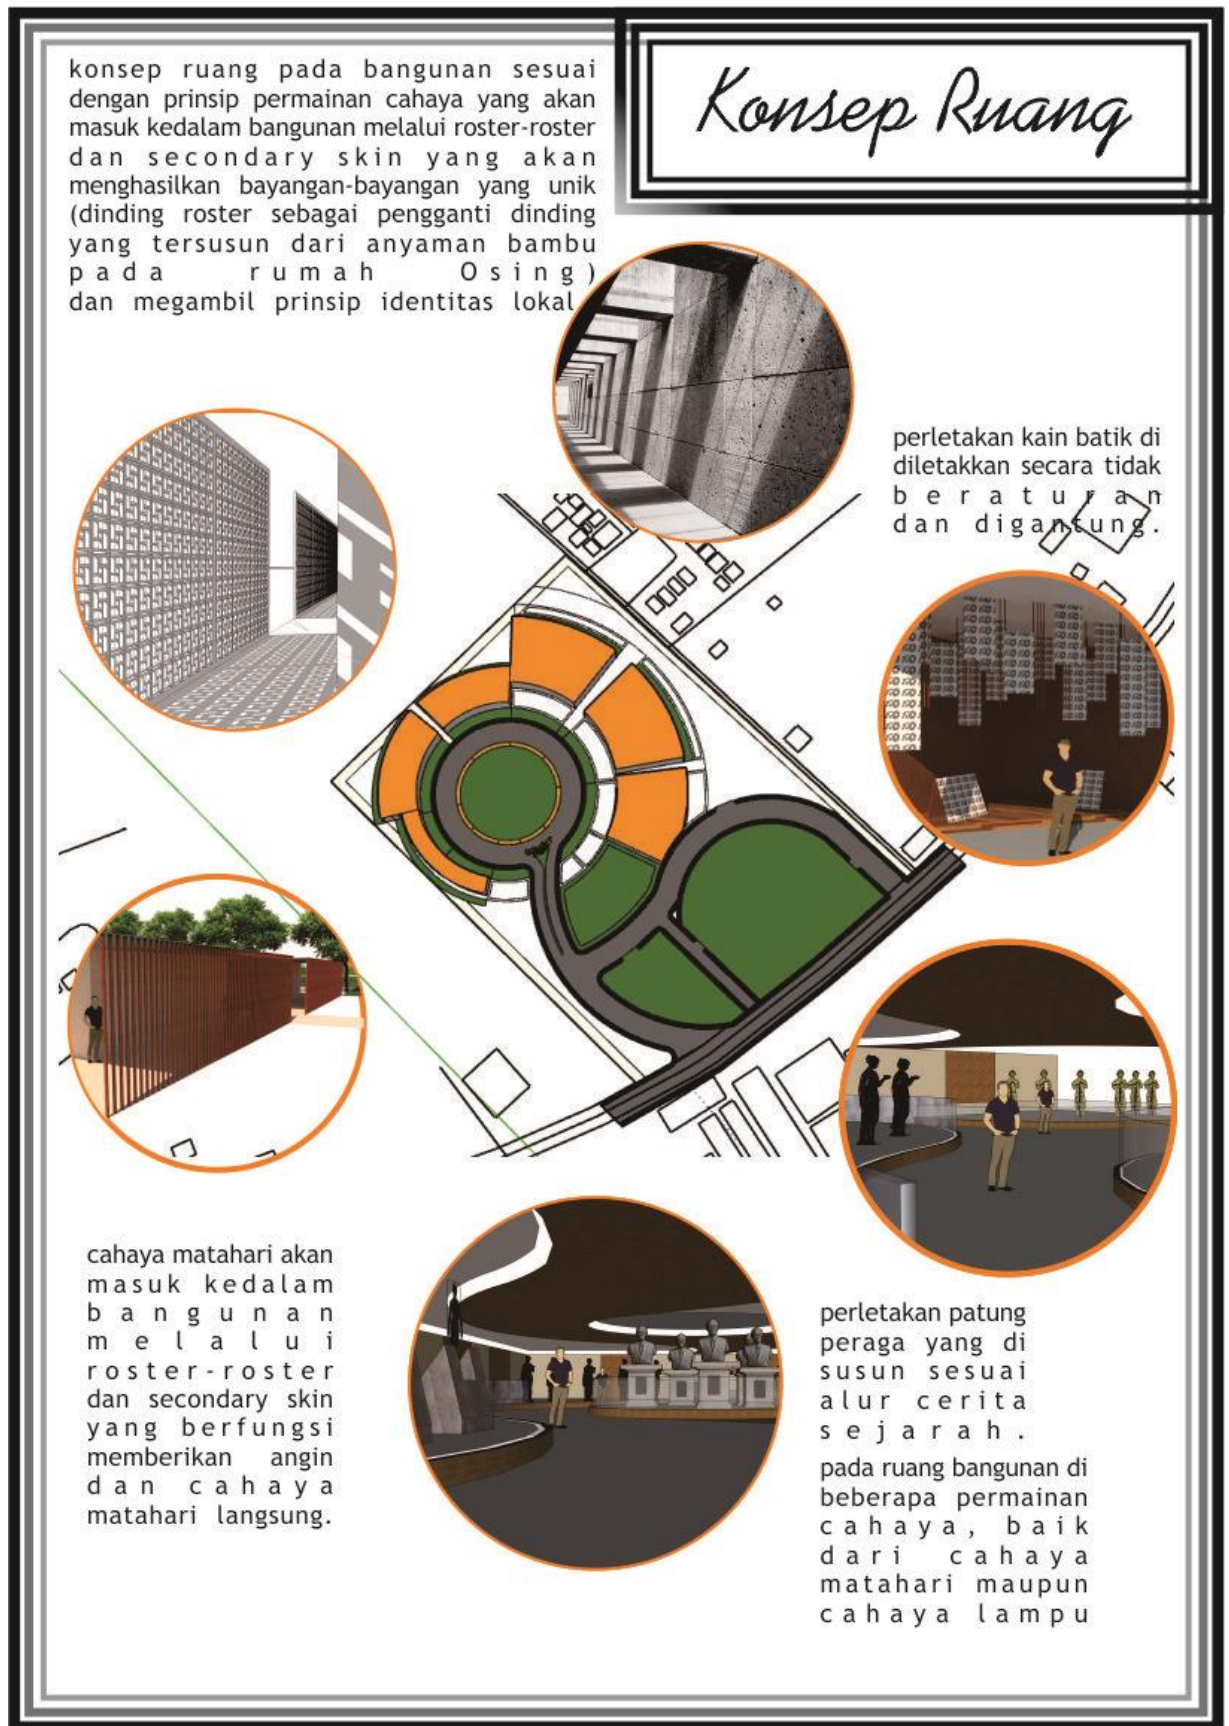 Konsep Ruang
konsep ruang pada bangunan sesuai
dengan prinsip permainan cahaya yang akan
masuk kedalam bangunan melalui roster-roster
dan secondary skin yang akan
menghasilkan bayangan-bayangan yang unik
(dinding roster sebagai pengganti dinding
yang tersusun dari anyaman bambu
pada rumah Osing)
dan megambil prinsip identitas lokal.
perletakan kain batik di
diletakkan secara tidak
beraturan
dan digantung.
cahaya matahari akan
masuk kedalam
bangunan
melalui
roster-roster
dan secondary skin
yang berfungsi
memberikan angin
dan cahaya
matahari langsung.
perletakan patung
peraga yang di
susun sesuai
alur cerita
sejarah.
pada ruang bangunan di
beberapa permainan
cahaya, baik
dari cahaya
matahari maupun
cahaya lampu